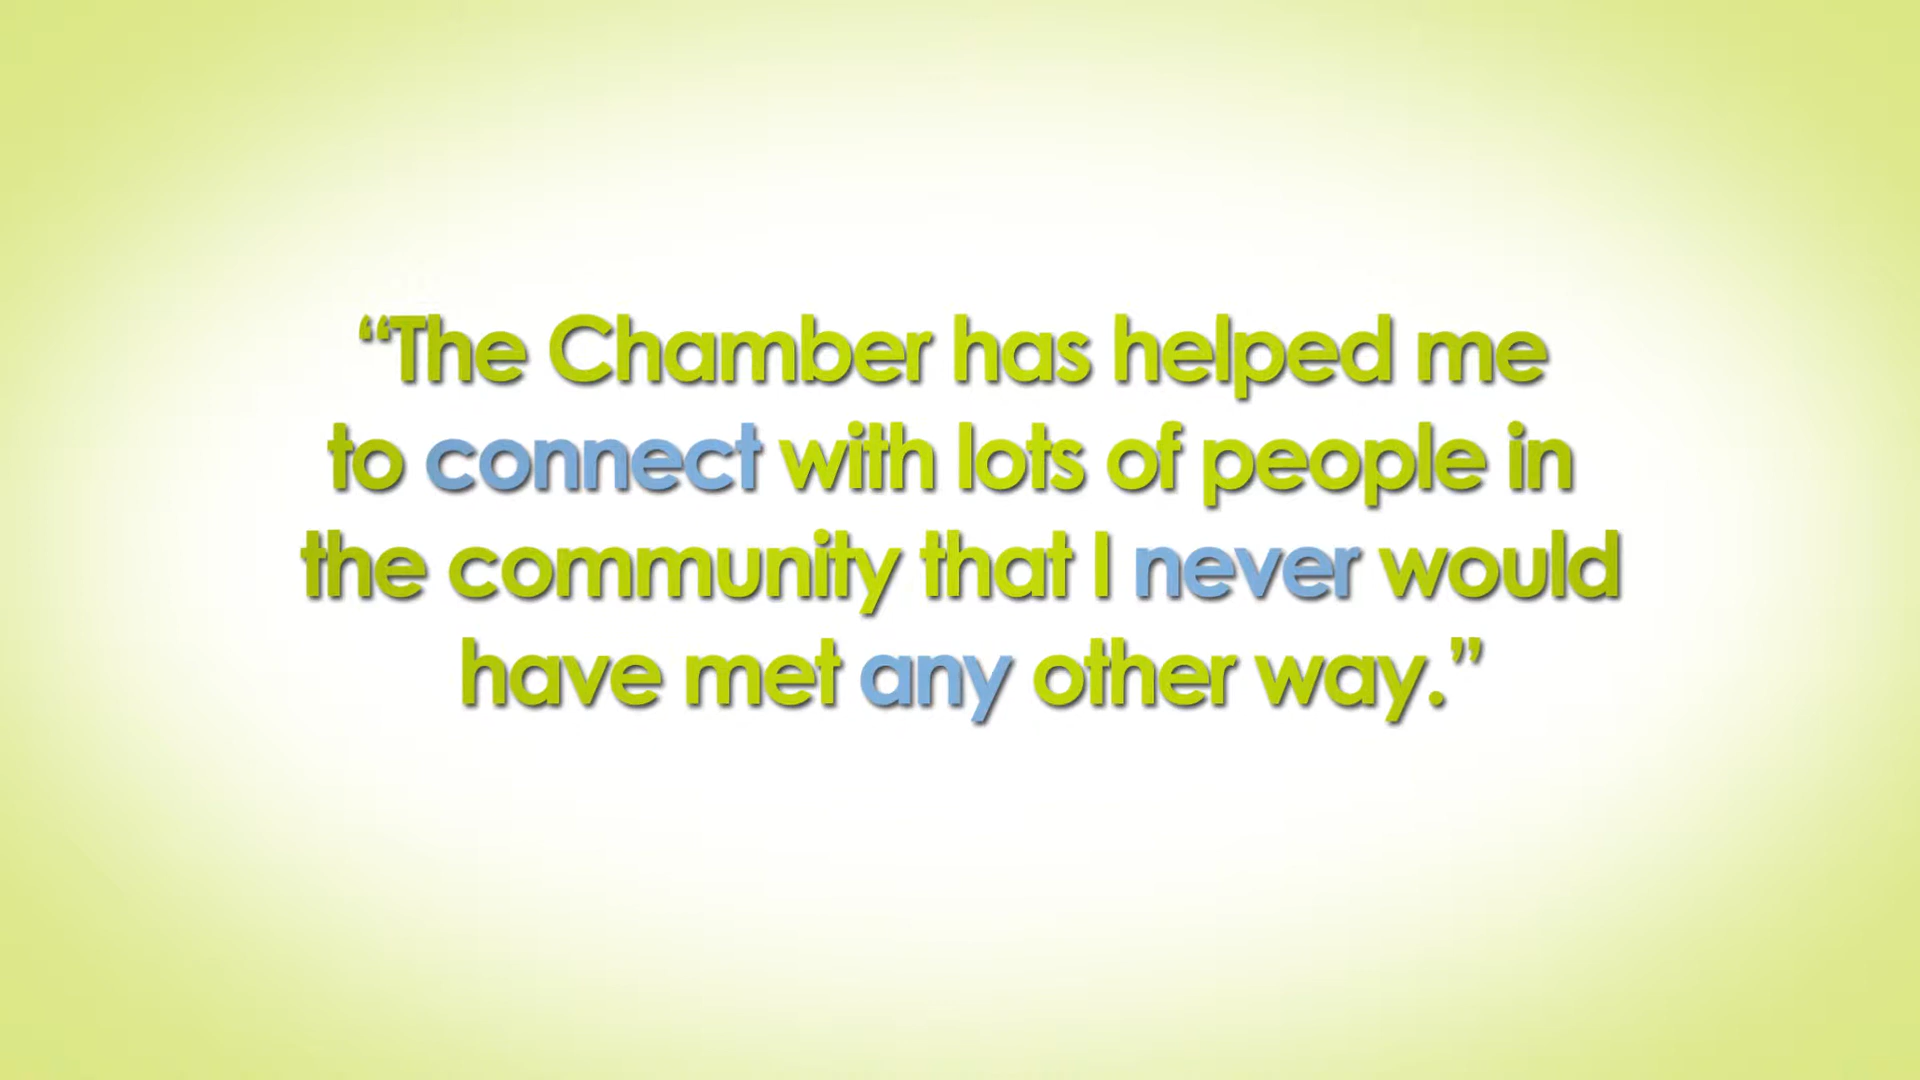 “The Chamber has helped me
to connect with lots of people in
the community that I never would
have met any other way.”